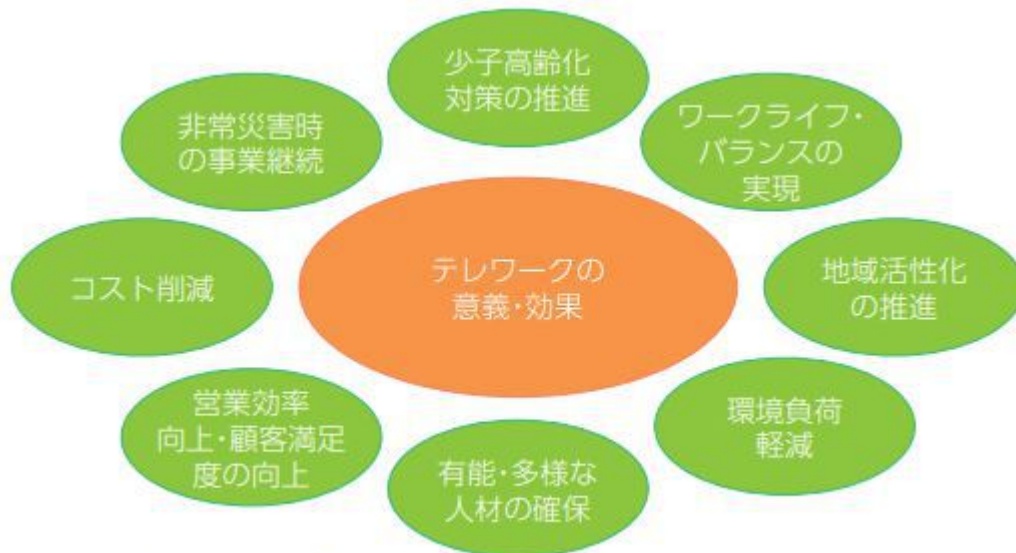 少子高齢化
対策の推進
ワークライフ・
バランスの
実現
非常災害時
の事業継続
テレワークの
意義・効果
コスト削減
地域活性化
の推進
営業効率
向上・顧客満足
度の向上
環境負荷
軽減
有能・多様な
人材の確保